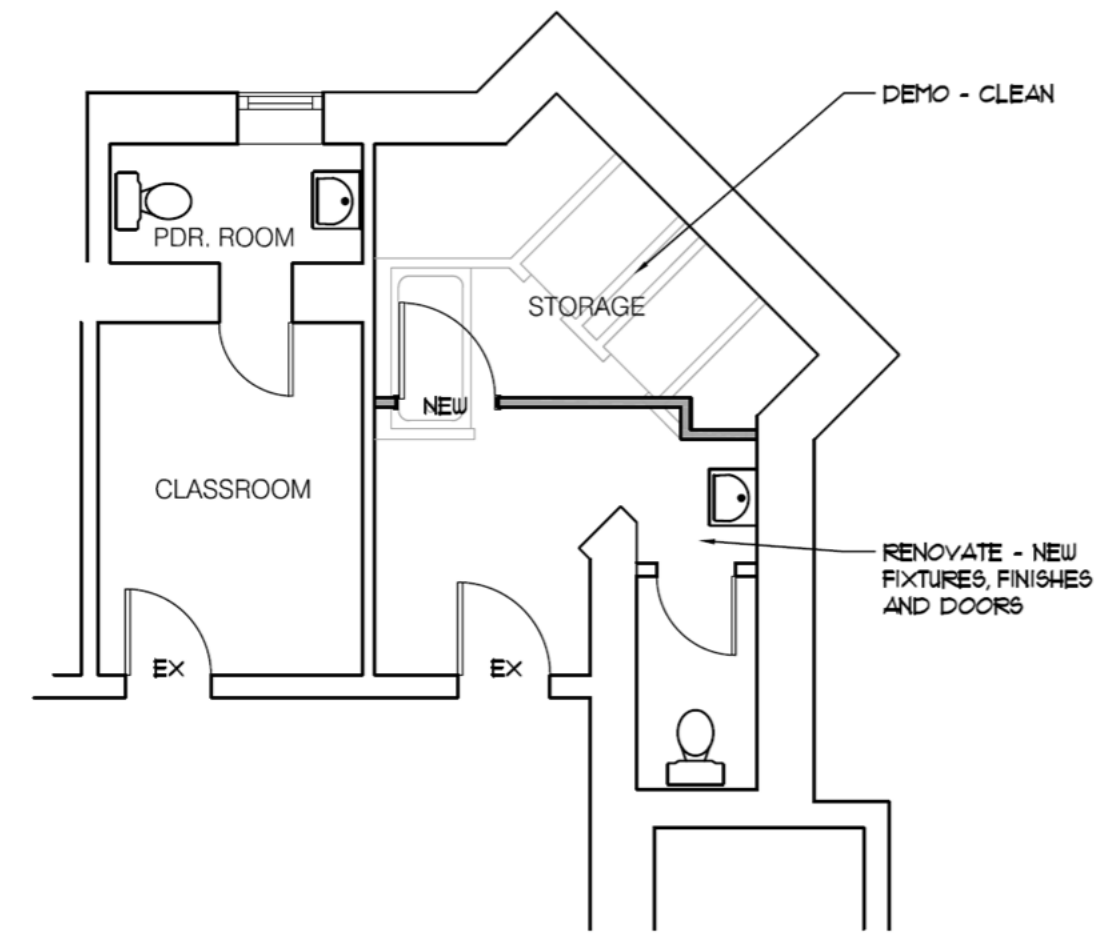 DEMO - CLEAN
PDR. ROOM
STORAGE
NEW
CLASSROOM
RENOVATE - NEW
FIXTURES, FINISHES
AND DOORS
EX
EX